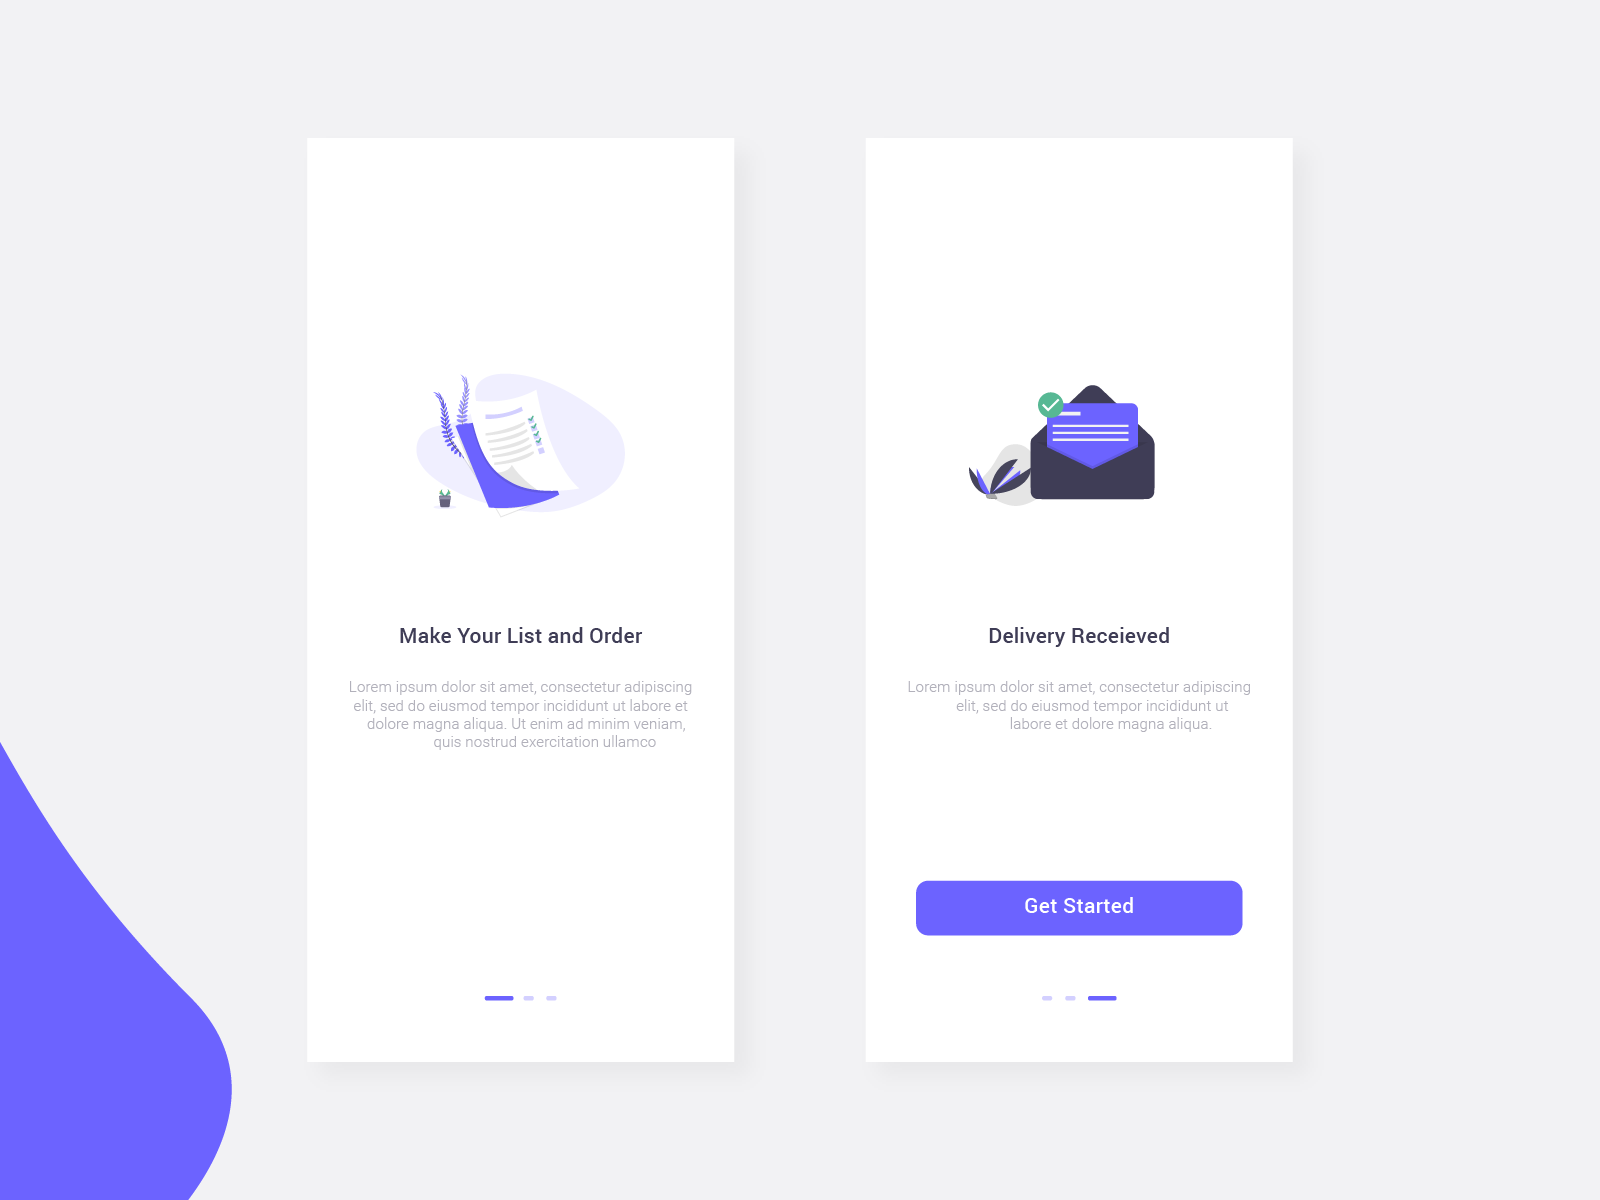 Make Your List and Order
Lorem ipsum dolor sit amet, consectetur adipiscing
elit, sed do eiusmod tempor incididunt ut labore et
dolore magna aliqua. Ut enim ad minim veniam,
quis nostrud exercitation ullamco
Delivery Receieved
Lorem ipsum dolor sit amet, consectetur adipiscing
elit, sed do eiusmod tempor incididunt ut
labore et dolore magna aliqua.
Get Started